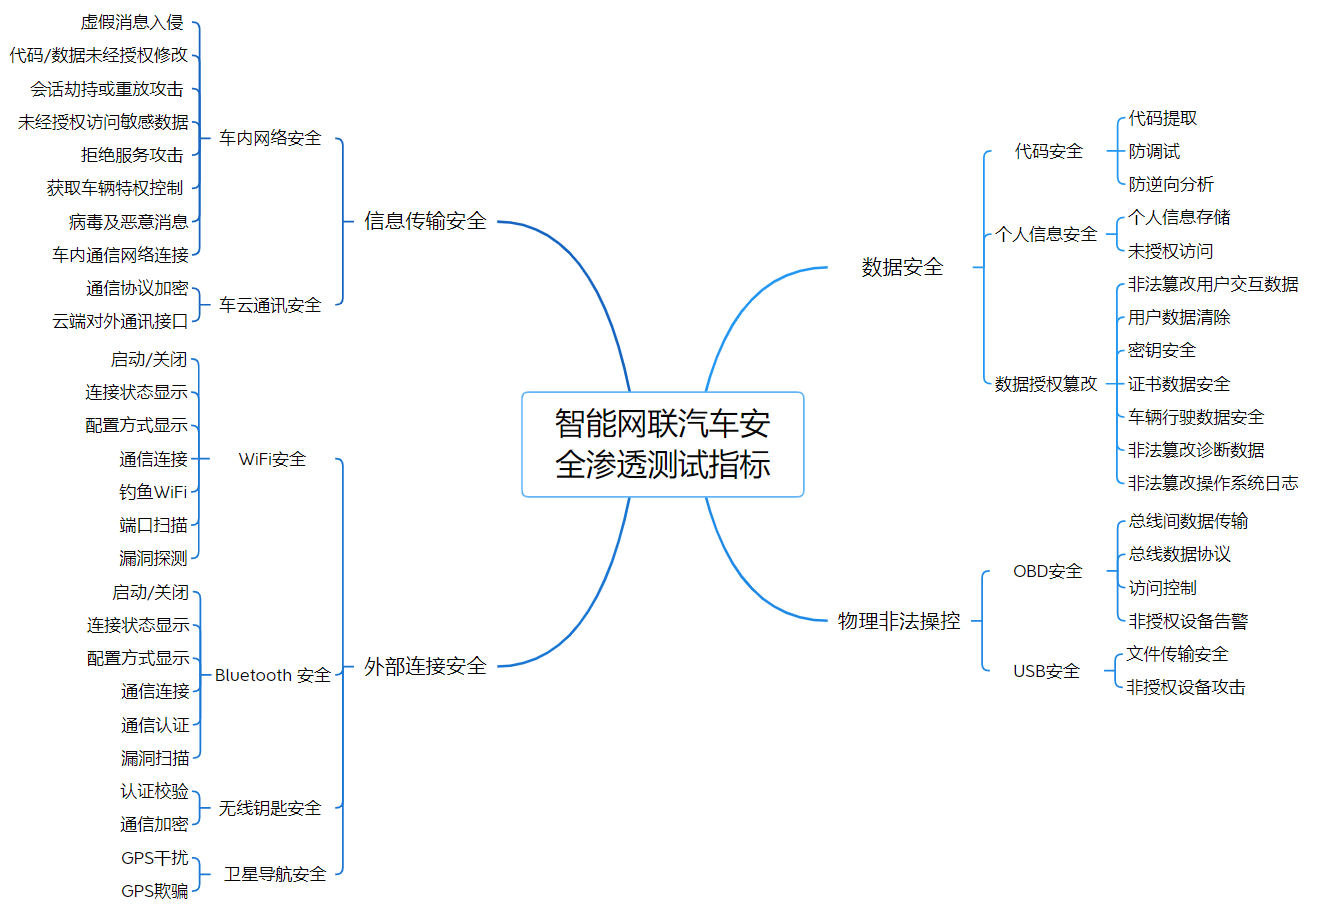 智能网联汽车安
全渗透测试指标
信息传输安全
车内网络安全
虚假消息入侵
代码/数据未经授权修改
会话劫持或重放攻击
未经授权访问敏感数据
拒绝服务攻击
获取车辆特权控制
病毒及恶意消息
车内通信网络连接
车云通讯安全
通信协议加密
云端对外通讯接口
外部连接安全
WiFi安全
启动/关闭
连接状态显示
配置方式显示
通信连接
钓鱼WiFi
端口扫描
漏洞探测
Bluetooth 安全
启动/关闭
连接状态显示
配置方式显示
通信连接
通信认证
漏洞扫描
无线钥匙安全
认证校验
通信加密
卫星导航安全
GPS干扰
GPS欺骗
数据安全
代码安全
代码提取
防调试
防逆向分析
个人信息安全
个人信息存储
未授权访问
数据授权篡改
非法篡改用户交互数据
用户数据清除
密钥安全
证书数据安全
车辆行驶数据安全
非法篡改诊断数据
非法篡改操作系统日志
物理非法操控
OBD安全
总线间数据传输
总线数据协议
访问控制
非授权设备告警
USB安全
文件传输安全
非授权设备攻击